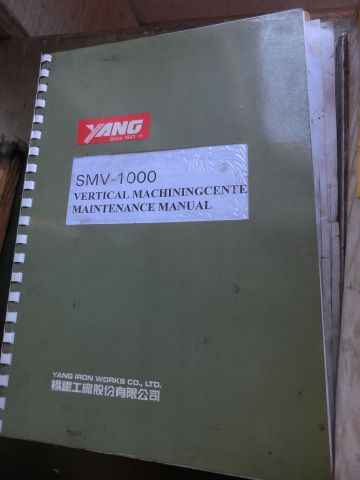 YANG
Since 1943
SMV-1000
VERTICAL MACHININGCENTE
MAINTENANCE MANUAL
YANG IRON WORKS CO., LTD.
楊鐵工廠股份有限公司